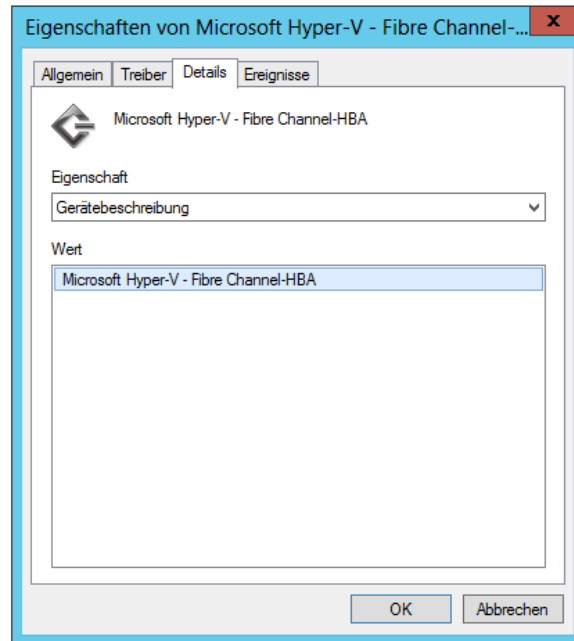 Eigenschaften von Microsoft Hyper-V - Fibre Channel-...
x
Allgemein Treiber Details Ereignisse
Microsoft Hyper-V - Fibre Channel-HBA
Eigenschaft
Gerätebeschreibung
Wert
Microsoft Hyper-V - Fibre Channel-HBA
OK Abbrechen